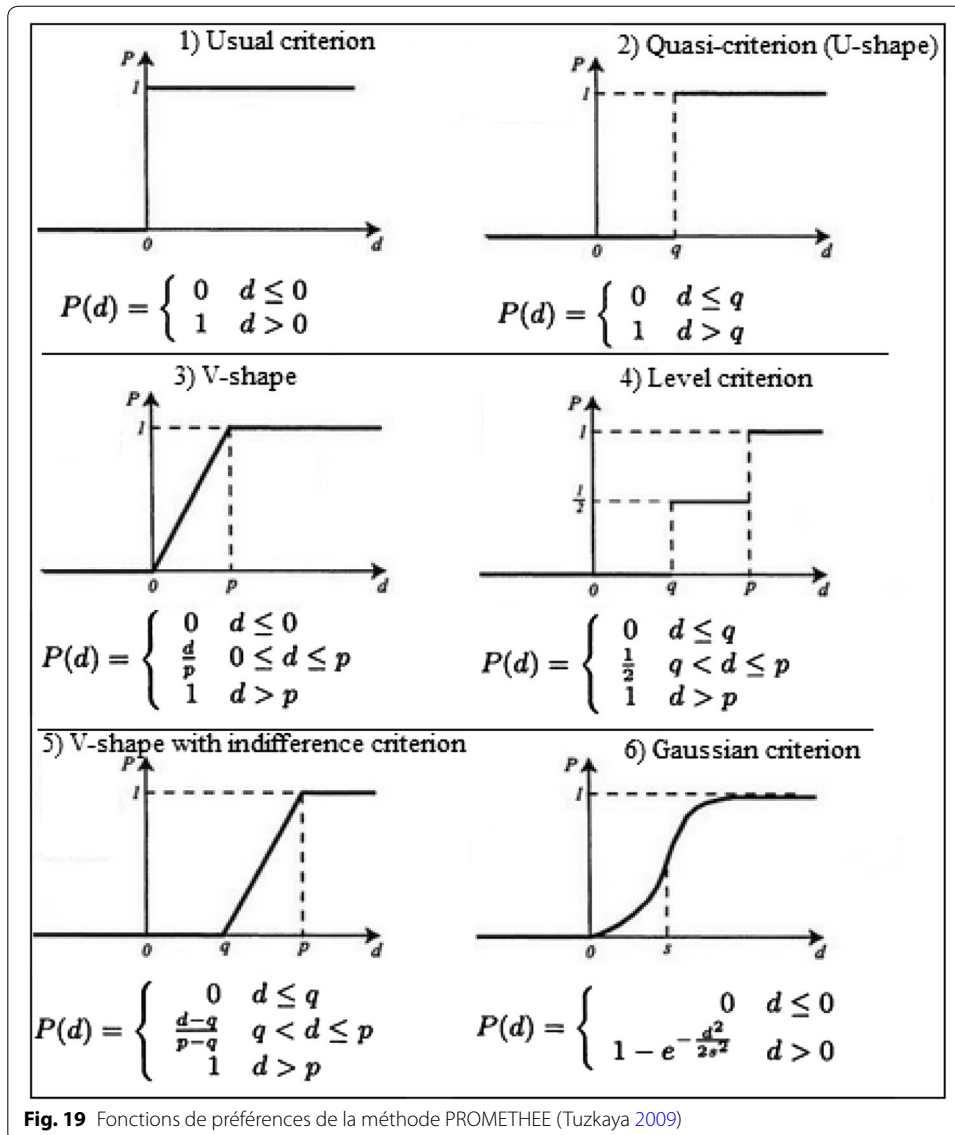 1) Usual criterion
P
1
0
d
P(d) = { 0 d ≤ 0
1 d > 0
2) Quasi-criterion (U-shape)
P
1
0 q
d
P(d) = { 0 d ≤ q
1 d > q
3) V-shape
P
1
0 p
d
P(d) = { 0 d ≤ 0
d/p 0 ≤ d ≤ p
1 d > p
4) Level criterion
P
1
1/2
0 q p
d
P(d) = { 0 d ≤ q
1/2 q < d ≤ p
1 d > p
5) V-shape with indifference criterion
P
1
0 q p
d
P(d) = { 0 d ≤ q
d−q/p−q q < d ≤ p
1 d > p
6) Gaussian criterion
P
1
0 s
d
P(d) = { 0 d ≤ 0
1 − e^−d²/2s² d > 0
Fig. 19 Fonctions de préférences de la méthode PROMETHEE (Tuzkaya 2009)